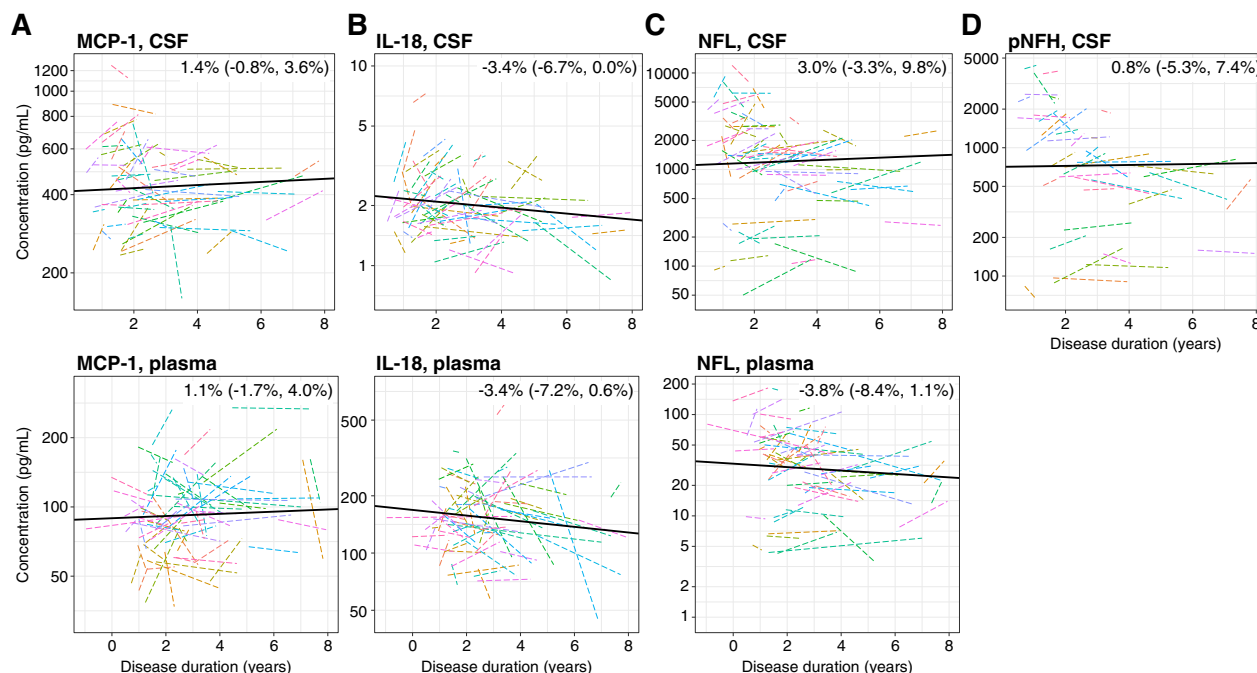 A B C D
MCP-1, CSF IL-18, CSF NFL, CSF pNFH, CSF
1.4% (-0.8%, 3.6%) -3.4% (-6.7%, 0.0%) 3.0% (-3.3%, 9.8%) 0.8% (-5.3%, 7.4%)
Concentration (pg/mL)
1200
1000
800
600
400
200
2 4 6 8
10
5
2
1
2 4 6 8
10000
5000
2000
1000
500
200
100
50
2 4 6 8
5000
2000
1000
500
200
100
2 4 6 8
Disease duration (years)
MCP-1, plasma IL-18, plasma NFL, plasma
1.1% (-1.7%, 4.0%) -3.4% (-7.2%, 0.6%) -3.8% (-8.4%, 1.1%)
Concentration (pg/mL)
200
100
50
0 2 4 6 8
Disease duration (years)
500
200
100
50
0 2 4 6 8
Disease duration (years)
200
100
50
20
10
5
2
1
0 2 4 6 8
Disease duration (years)